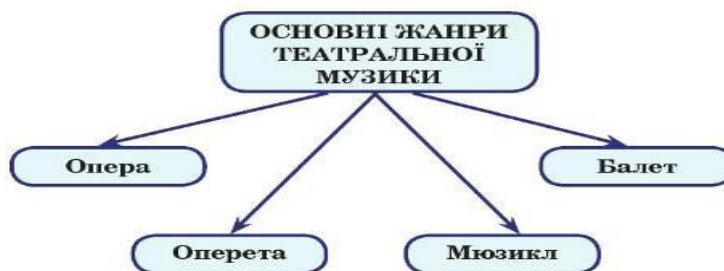 ОСНОВНІ ЖАНРИ
ТЕАТРАЛЬНОЇ
МУЗИКИ
Опера
Балет
Оперета
Мюзикл